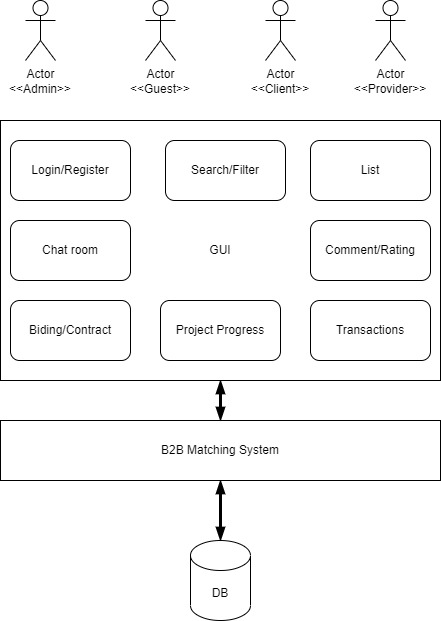 Actor
<<Admin>>
Actor
<<Guest>>
Actor
<<Client>>
Actor
<<Provider>>
Login/Register
Search/Filter
List
Chat room
GUI
Comment/Rating
Biding/Contract
Project Progress
Transactions
B2B Matching System
DB